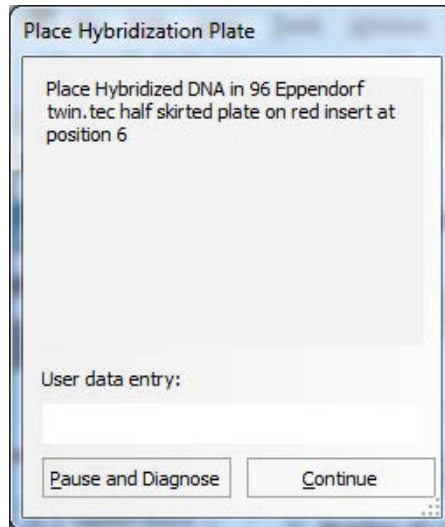 Place Hybridization Plate
Place Hybridized DNA in 96 Eppendorf
twin.tec half skirted plate on red insert at
position 6
User data entry:
Pause and Diagnose
Continue